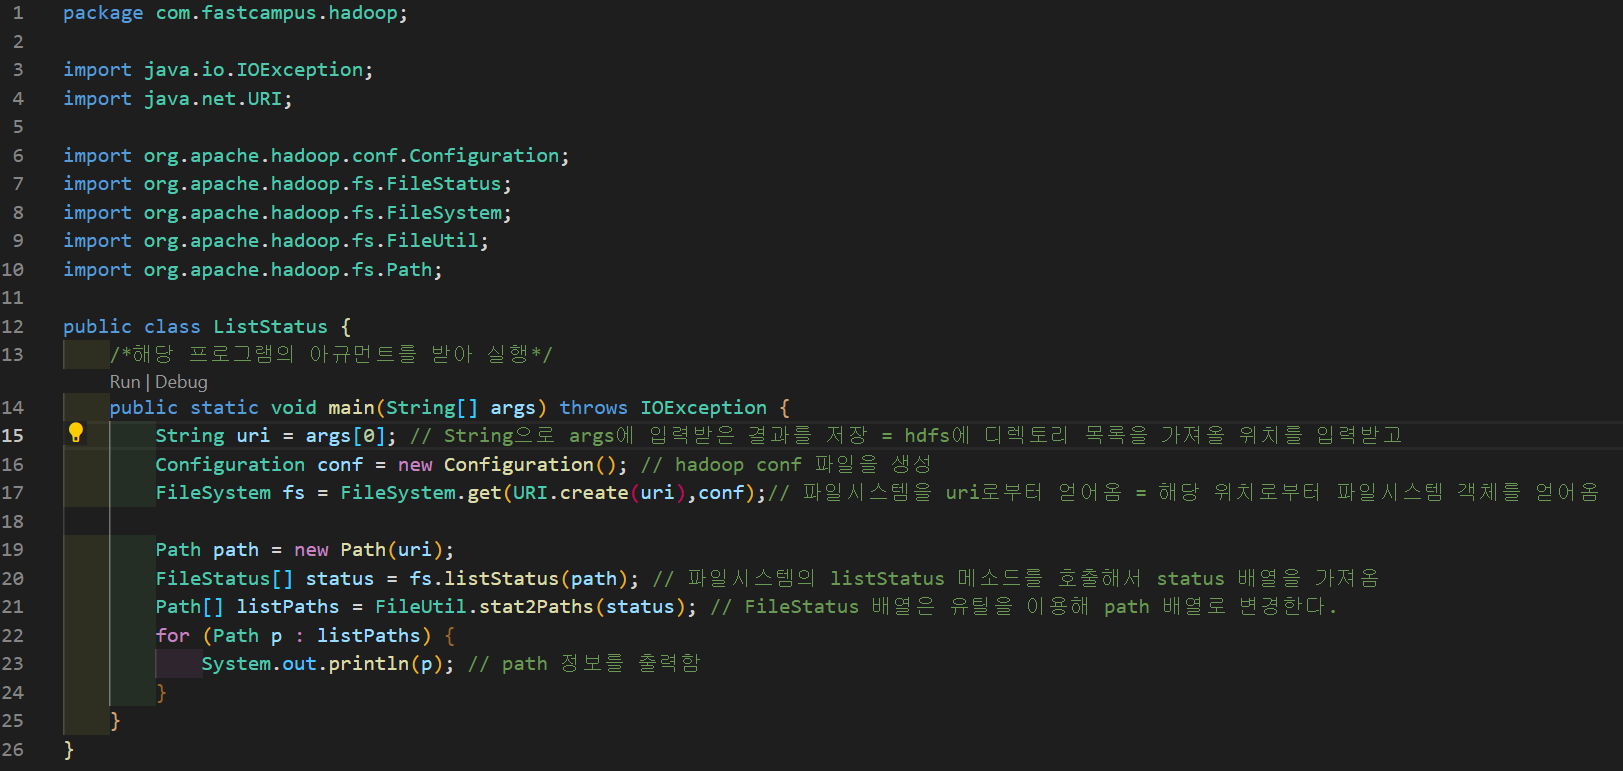 1 package com.fastcampus.hadoop;
2
3 import java.io.IOException;
4 import java.net.URI;
5
6 import org.apache.hadoop.conf.Configuration;
7 import org.apache.hadoop.fs.FileStatus;
8 import org.apache.hadoop.fs.FileSystem;
9 import org.apache.hadoop.fs.FileUtil;
10 import org.apache.hadoop.fs.Path;
11
12 public class ListStatus {
13 /*해당 프로그램의 아규먼트를 받아 실행*/
Run | Debug
14 public static void main(String[] args) throws IOException {
15 String uri = args[0]; // String으로 args에 입력받은 결과를 저장 = hdfs에 디렉토리 목록을 가져올 위치를 입력받고
16 Configuration conf = new Configuration(); // hadoop conf 파일을 생성
17 FileSystem fs = FileSystem.get(URI.create(uri),conf);// 파일시스템을 uri로부터 얻어옴 = 해당 위치로부터 파일시스템 객체를 얻어옴
18
19 Path path = new Path(uri);
20 FileStatus[] status = fs.listStatus(path); // 파일시스템의 listStatus 메소드를 호출해서 status 배열을 가져옴
21 Path[] listPaths = FileUtil.stat2Paths(status); // FileStatus 배열은 유틸을 이용해 path 배열로 변경한다.
22 for (Path p : listPaths) {
23 System.out.println(p); // path 정보를 출력함
24 }
25 }
26 }